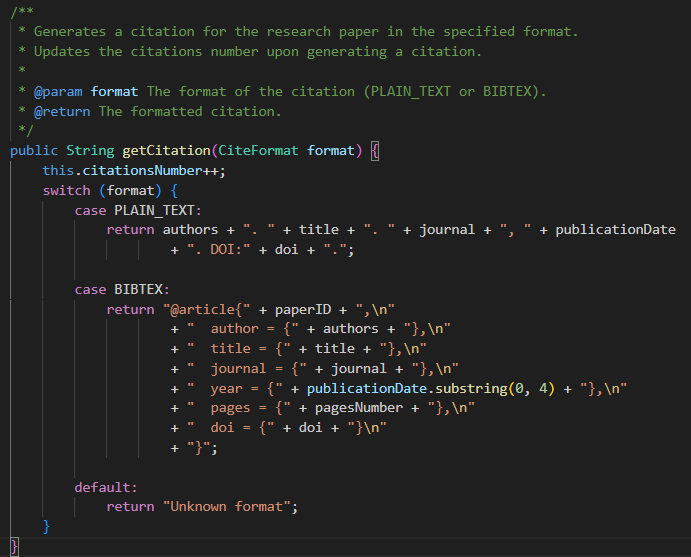 /**
 * Generates a citation for the research paper in the specified format.
 * Updates the citations number upon generating a citation.
 *
 * @param format The format of the citation (PLAIN_TEXT or BIBTEX).
 * @return The formatted citation.
 */
public String getCitation(CiteFormat format) {
    this.citationsNumber++;
    switch (format) {
        case PLAIN_TEXT:
            return authors + ". " + title + ". " + journal + ", " + publicationDate
                    + ". DOI:" + doi + ".";

        case BIBTEX:
            return "@article{" + paperID + ",\n"
                    + "  author = {" + authors + "},\n"
                    + "  title = {" + title + "},\n"
                    + "  journal = {" + journal + "},\n"
                    + "  year = {" + publicationDate.substring(0, 4) + "},\n"
                    + "  pages = {" + pagesNumber + "},\n"
                    + "  doi = {" + doi + "}\n"
                    + "}";

        default:
            return "Unknown format";
    }
}